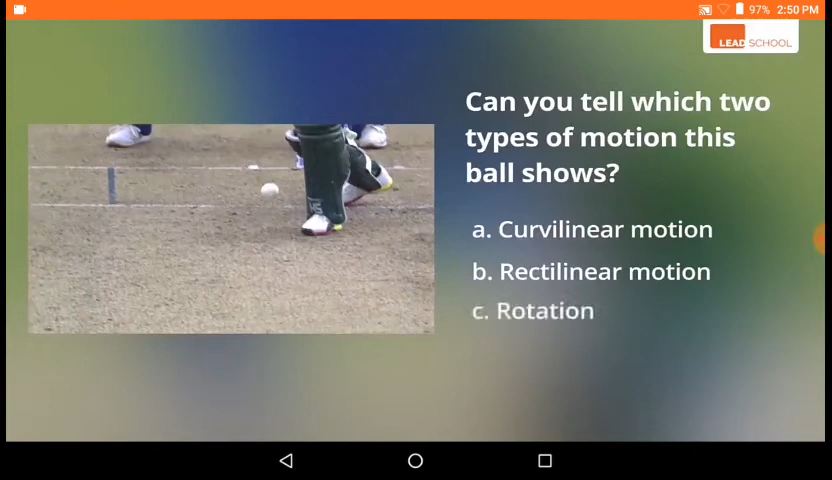 97% 2:50 PM
LEAD SCHOOL
Can you tell which two
types of motion this
ball shows?
a. Curvilinear motion
b. Rectilinear motion
c. Rotation